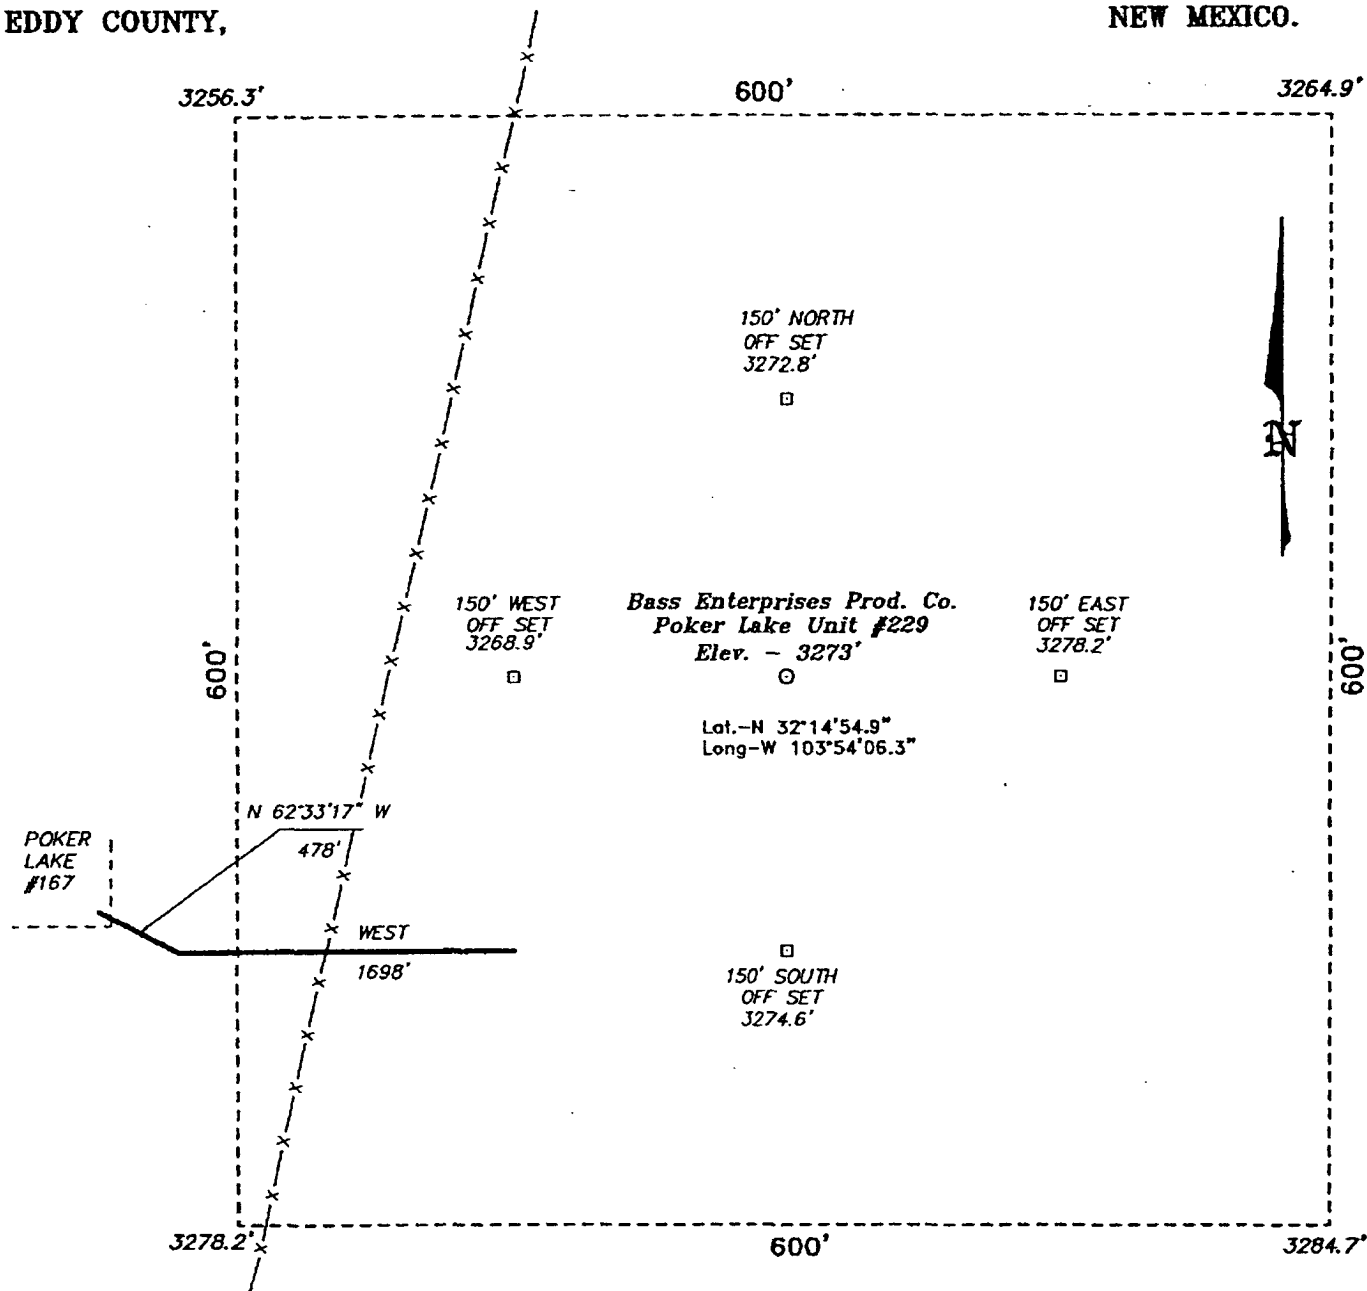 EDDY COUNTY,
NEW MEXICO.
3256.3'
600'
3264.9'
150' NORTH
OFF SET
3272.8'
N
150' WEST
OFF SET
3268.9'
Bass Enterprises Prod. Co.
Poker Lake Unit #229
Elev. - 3273'
150' EAST
OFF SET
3278.2'
600'
600'
Lat.-N 32°14'54.9"
Long-W 103°54'06.3"
N 62°33'17" W
478'
POKER
LAKE
#167
WEST
1698'
150' SOUTH
OFF SET
3274.6'
3278.2'
600'
3284.7'